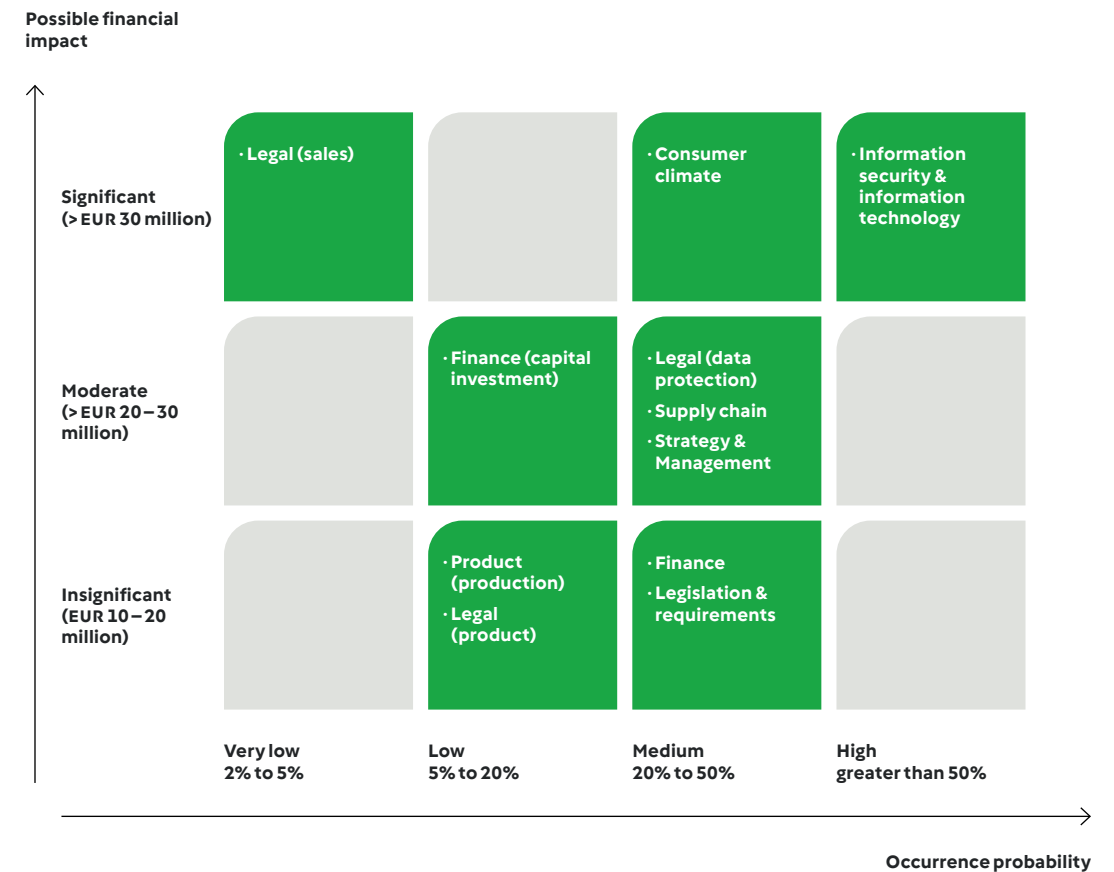 Possible financial
impact
Significant
(> EUR 30 million)
· Legal (sales)
· Consumer
climate
· Information
security &
information
technology
Moderate
(> EUR 20 – 30
million)
· Finance (capital
investment)
· Legal (data
protection)
· Supply chain
· Strategy &
Management
Insignificant
(EUR 10 – 20
million)
· Product
(production)
· Legal
(product)
· Finance
· Legislation &
requirements
Very low
2% to 5%
Low
5% to 20%
Medium
20% to 50%
High
greater than 50%
Occurrence probability